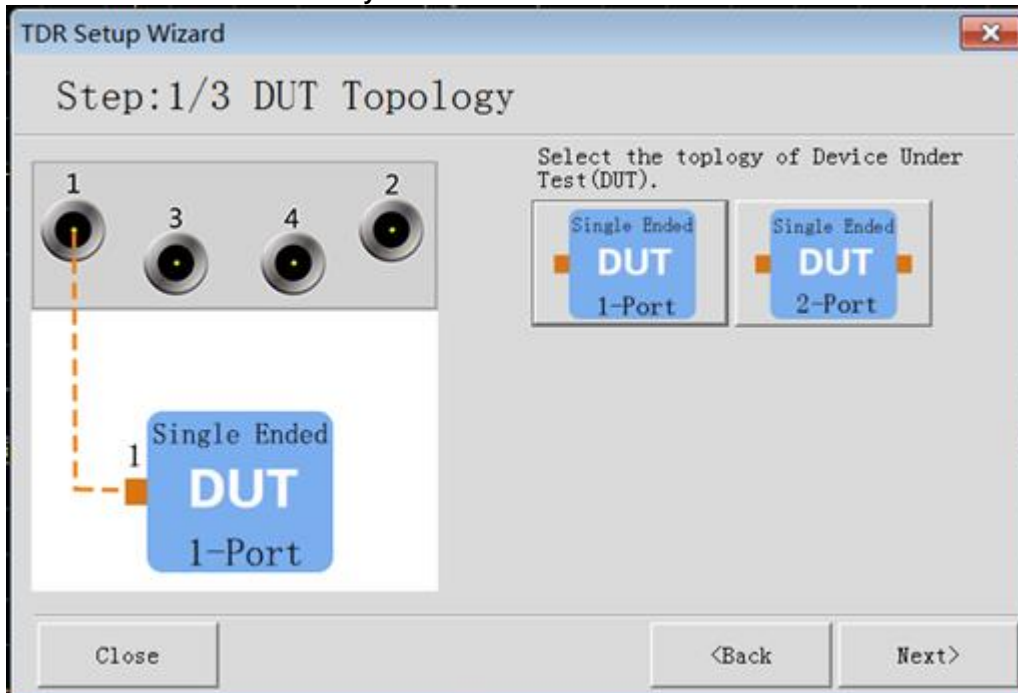 TDR Setup Wizard
Step:1/3 DUT Topology
Select the toplogy of Device Under
Test(DUT).
1
3
4
2
Single Ended
DUT
1-Port
Single Ended
DUT
2-Port
1
Single Ended
DUT
1-Port
Close
<Back
Next>